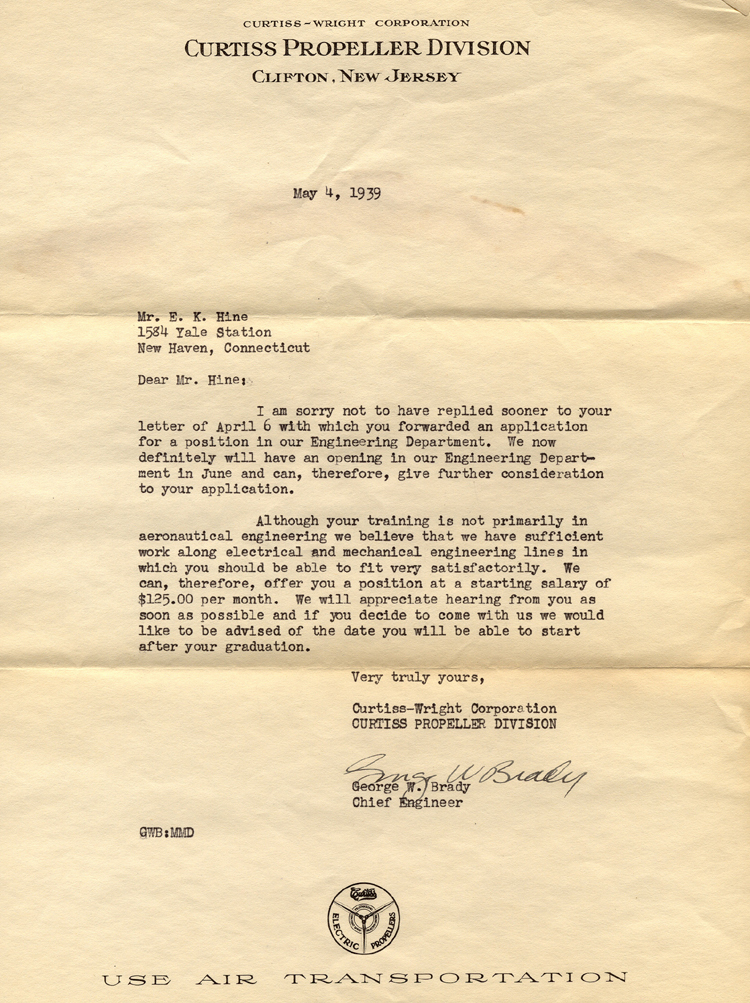 CURTISS-WRIGHT CORPORATION
CURTISS PROPELLER DIVISION
CLIFTON, NEW JERSEY
May 4, 1939
Mr. E. K. Hine
1584 Yale Station
New Haven, Connecticut
Dear Mr. Hine:
I am sorry not to have replied sooner to your
letter of April 6 with which you forwarded an application
for a position in our Engineering Department. We now
definitely will have an opening in our Engineering Depart-
ment in June and can, therefore, give further consideration
to your application.
Although your training is not primarily in
aeronautical engineering we believe that we have sufficient
work along electrical and mechanical engineering lines in
which you should be able to fit very satisfactorily. We
can, therefore, offer you a position at a starting salary of
$125.00 per month. We will appreciate hearing from you as
soon as possible and if you decide to come with us we would
like to be advised of the date you will be able to start
after your graduation.
Very truly yours,
Curtiss-Wright Corporation
CURTISS PROPELLER DIVISION
George W Brady
George W. Brady
Chief Engineer
GWB:MMD
Curtiss
ELECTRIC PROPELLERS
USE AIR TRANSPORTATION